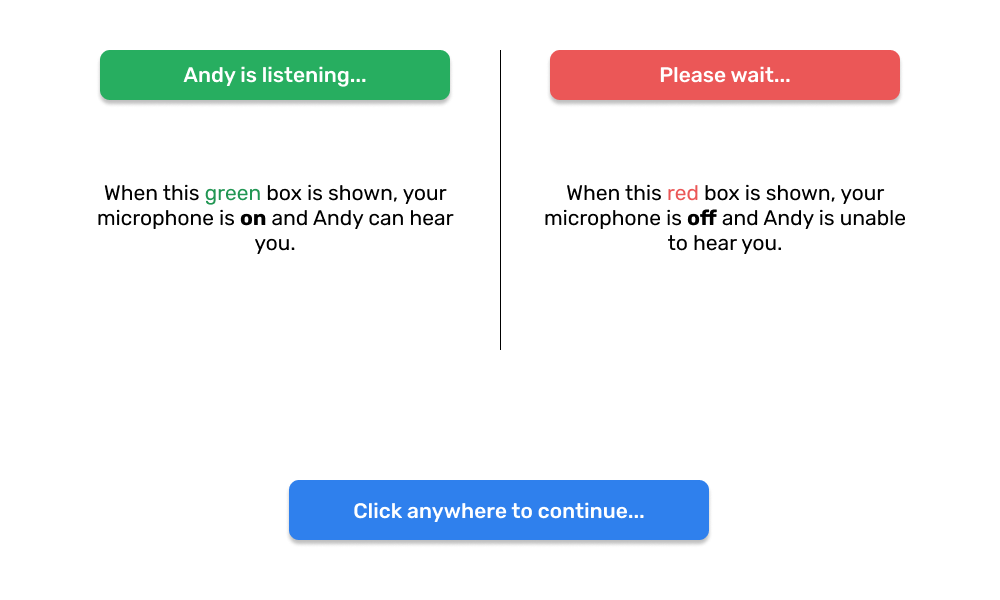 Andy is listening...
When this green box is shown, your
microphone is on and Andy can hear
you.
Please wait...
When this red box is shown, your
microphone is off and Andy is unable
to hear you.
Click anywhere to continue...